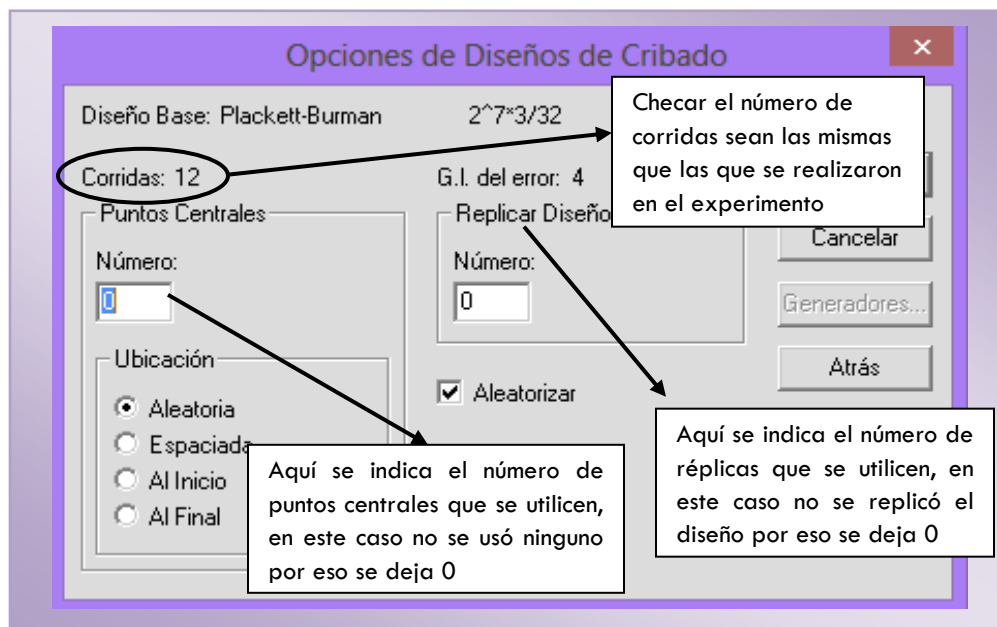 Opciones de Diseños de Cribado
Diseño Base: Plackett-Burman 2^7*3/32
Checar el número de
corridas sean las mismas
que las que se realizaron
en el experimento
Corridas: 12
G.l. del error: 4
Puntos Centrales
Número:
0
Replicar Diseño
Número:
0
Cancelar
Generadores...
Atrás
Ubicación
Aleatoria
Espaciada
Al Inicio
Al Final
Aleatorizar
Aquí se indica el número de
puntos centrales que se utilicen,
en este caso no se usó ninguno
por eso se deja 0
Aquí se indica el número de
réplicas que se utilicen, en
este caso no se replicó el
diseño por eso se deja 0